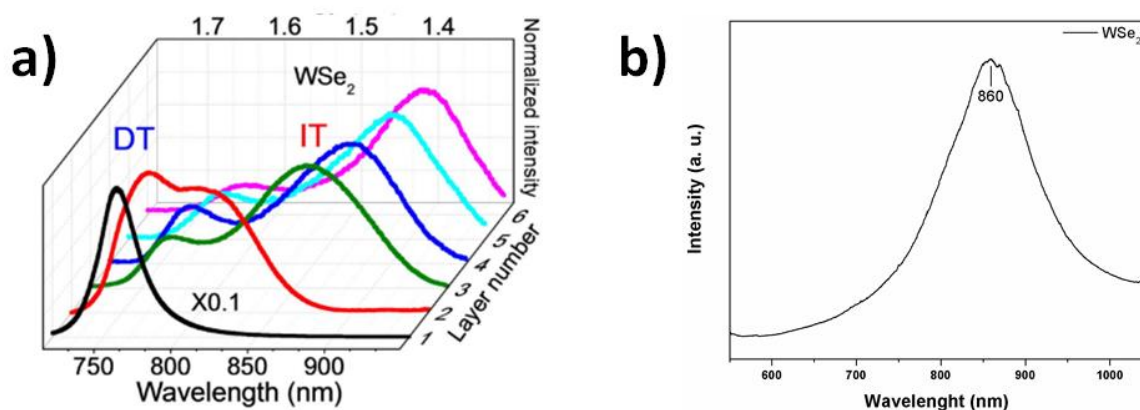 a)
1.7 1.6 1.5 1.4
WSe2
DT
IT
X0.1
Normalized intensity
1 2 3 4 5 6
Layer number
750 800 850 900
Wavelength (nm)
b)
WSe2
860
Intensity (a. u.)
600 700 800 900 1000
Wavelenght (nm)